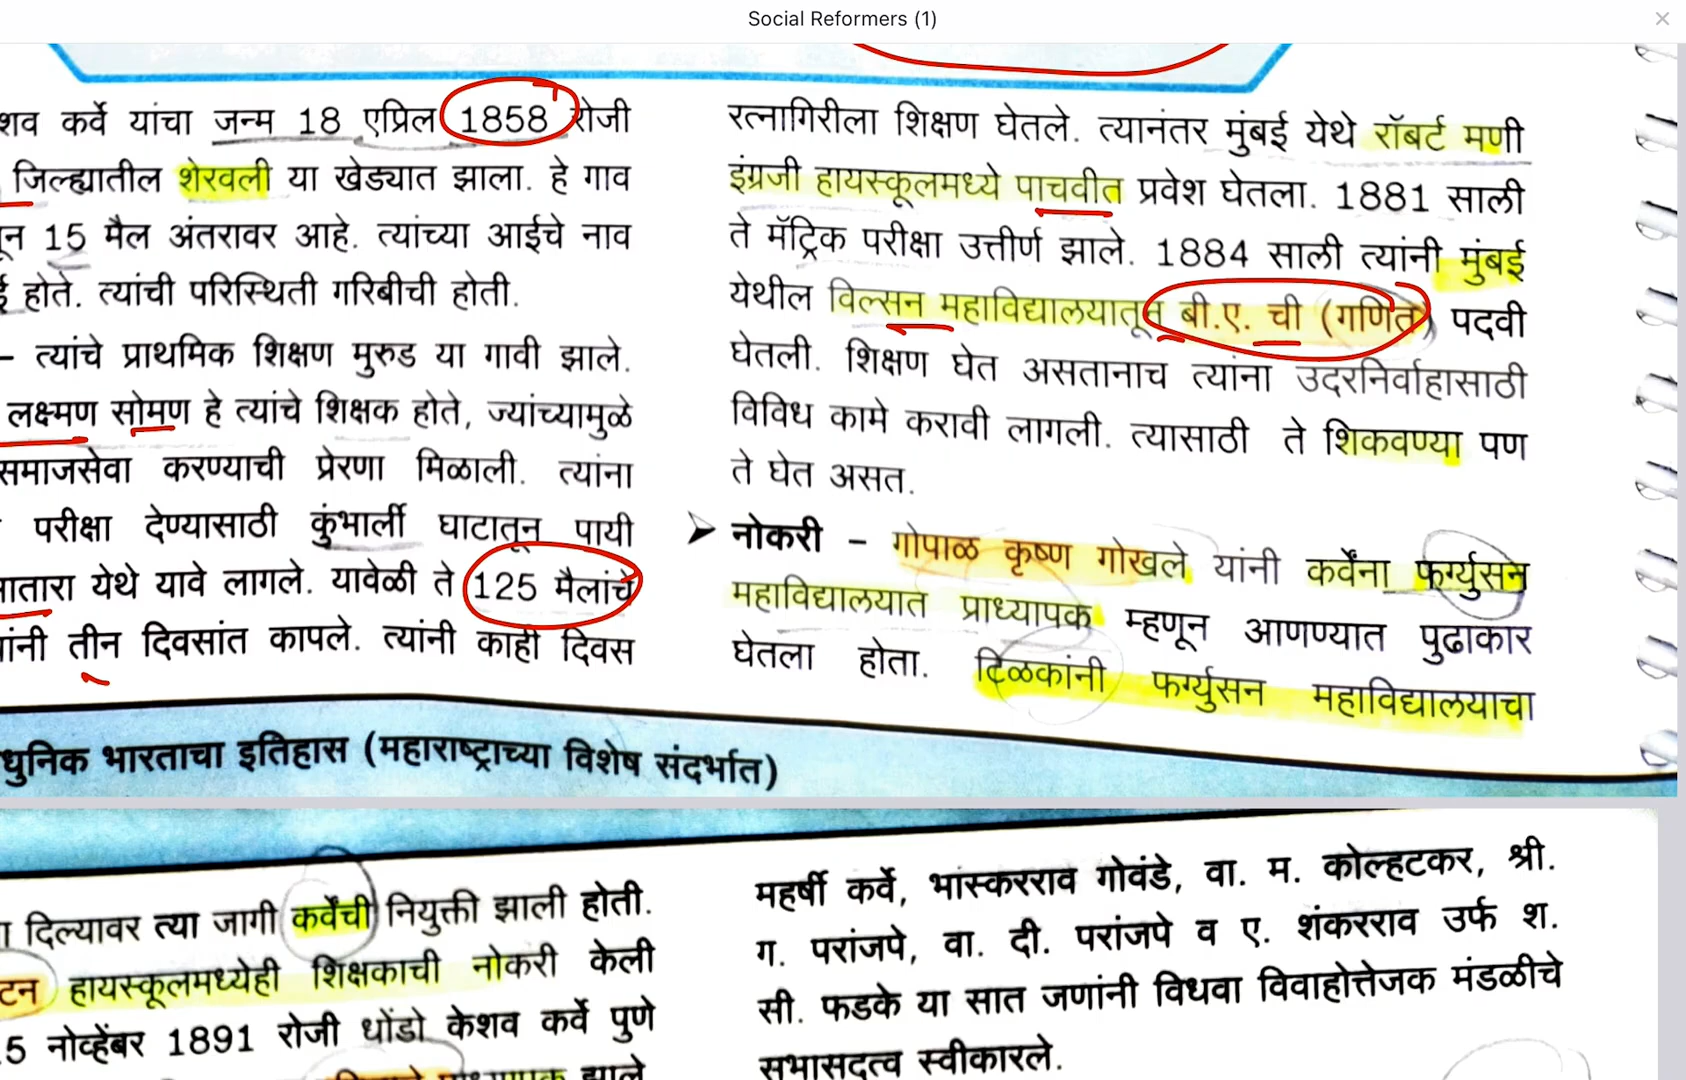 Social Reformers (1)
शव कर्वे यांचा जन्म 18 एप्रिल 1858 रोजी
जिल्ह्यातील शेरवली या खेड्यात झाला. हे गाव
ून 15 मैल अंतरावर आहे. त्यांच्या आईचे नाव
ई होते. त्यांची परिस्थिती गरिबीची होती.
– त्यांचे प्राथमिक शिक्षण मुरुड या गावी झाले.
लक्ष्मण सोमण हे त्यांचे शिक्षक होते, ज्यांच्यामुळे
समाजसेवा करण्याची प्रेरणा मिळाली. त्यांना
परीक्षा देण्यासाठी कुंभार्ली घाटातून पायी
ातारा येथे यावे लागले. यावेळी ते 125 मैलांचे
ांनी तीन दिवसांत कापले. त्यांनी काही दिवस
रत्नागिरीला शिक्षण घेतले. त्यानंतर मुंबई येथे रॉबर्ट मणी
इंग्रजी हायस्कूलमध्ये पाचवीत प्रवेश घेतला. 1881 साली
ते मॅट्रिक परीक्षा उत्तीर्ण झाले. 1884 साली त्यांनी मुंबई
येथील विल्सन महाविद्यालयातून बी.ए. ची (गणित) पदवी
घेतली. शिक्षण घेत असतानाच त्यांना उदरनिर्वाहासाठी
विविध कामे करावी लागली. त्यासाठी ते शिकवण्या पण
ते घेत असत.
➤ नोकरी – गोपाळ कृष्ण गोखले यांनी कर्वेंना फर्ग्युसन
महाविद्यालयात प्राध्यापक म्हणून आणण्यात पुढाकार
घेतला होता. टिळकांनी फर्ग्युसन महाविद्यालयाचा
धुनिक भारताचा इतिहास (महाराष्ट्राच्या विशेष संदर्भात)
ा दिल्यावर त्या जागी कर्वेंची नियुक्ती झाली होती.
टन हायस्कूलमध्येही शिक्षकाची नोकरी केली
5 नोव्हेंबर 1891 रोजी धोंडो केशव कर्वे पुणे
प्राध्यापक झाले
महर्षी कर्वे, भास्करराव गोवंडे, वा. म. कोल्हटकर, श्री.
ग. परांजपे, वा. दी. परांजपे व ए. शंकरराव उर्फ श.
सी. फडके या सात जणांनी विधवा विवाहोत्तेजक मंडळीचे
सभासदत्व स्वीकारले.